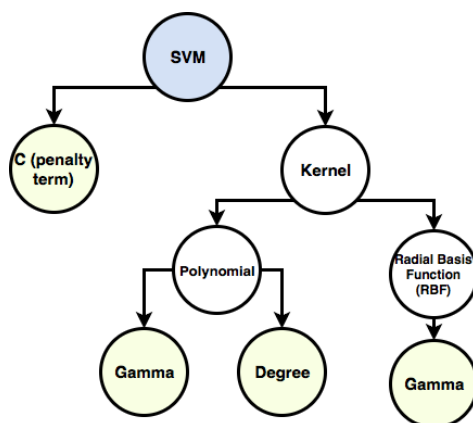 SVM
C (penalty
term)
Kernel
Polynomial
Radial Basis
Function
(RBF)
Gamma
Degree
Gamma